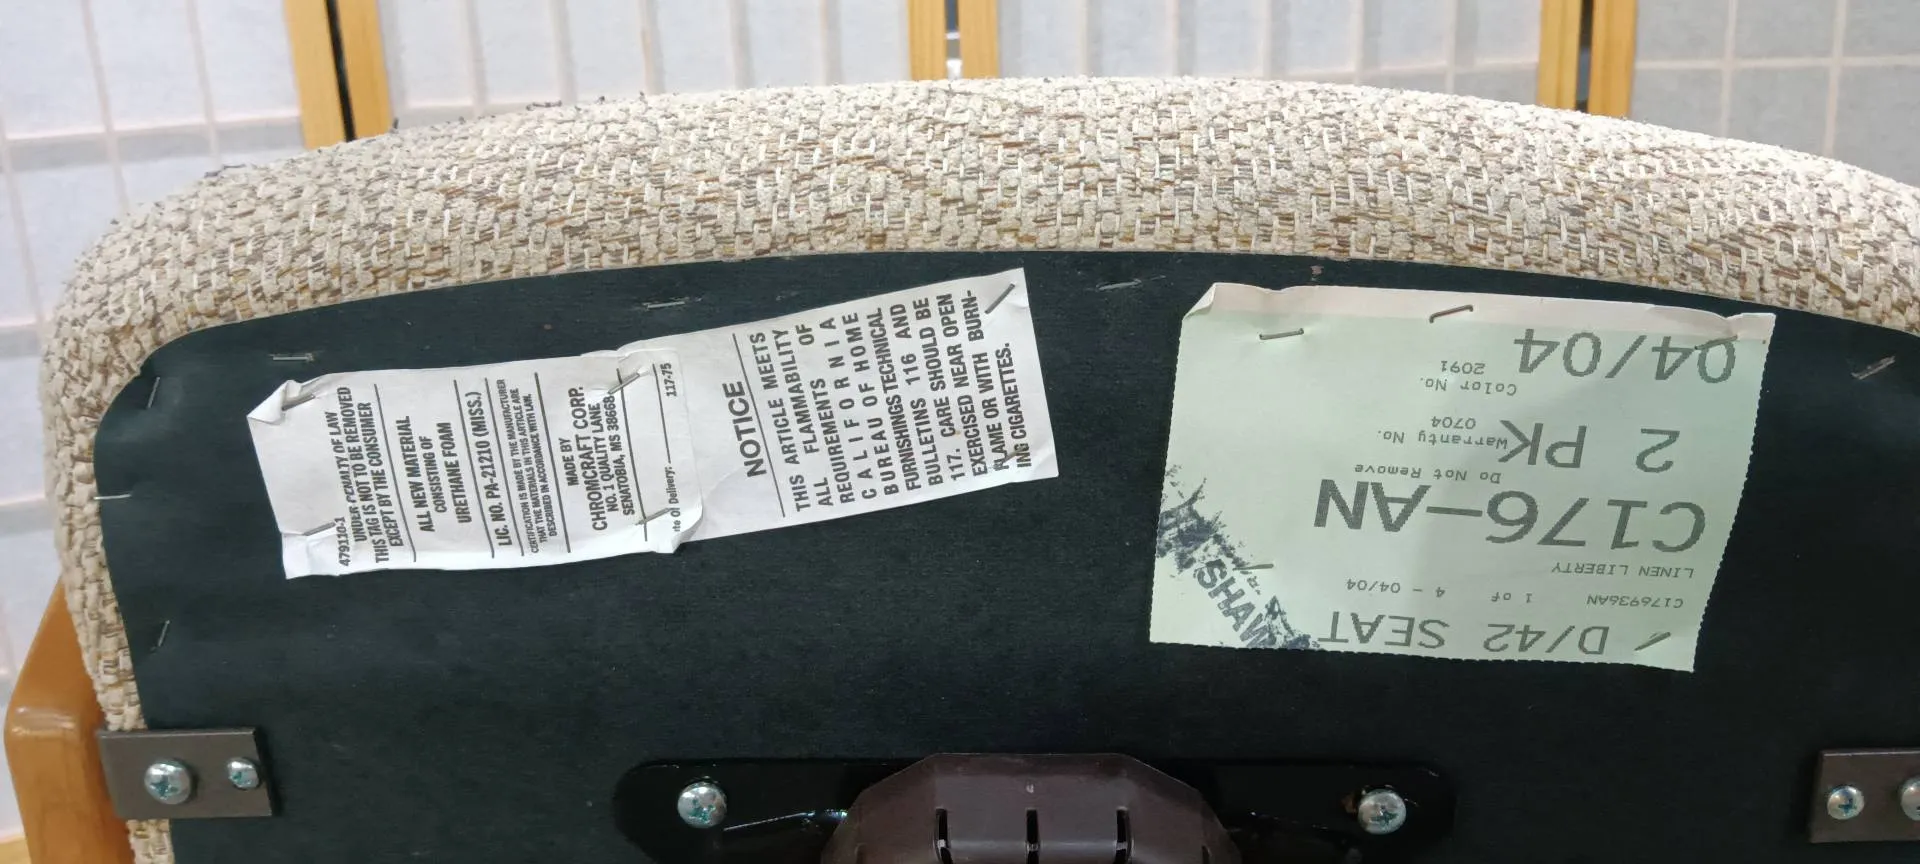 479110-1
UNDER PENALTY OF LAW
THIS TAG IS NOT TO BE REMOVED
EXCEPT BY THE CONSUMER
ALL NEW MATERIAL
CONSISTING OF
URETHANE FOAM
LIC. NO. PA-21210 (MISS.)
CERTIFICATION IS MADE BY THE MANUFACTURER
THAT THE MATERIALS IN THIS ARTICLE ARE
DESCRIBED IN ACCORDANCE WITH LAW.
MADE BY
CHROMCRAFT CORP.
NO. 1 QUALITY LANE
SENATOBIA, MS 38668
Of Delivery: 117-75
NOTICE
THIS ARTICLE MEETS
ALL FLAMMABILITY
REQUIREMENTS OF
CALIFORNIA
BUREAU OF HOME
FURNISHINGS TECHNICAL
BULLETINS 116 AND
117. CARE SHOULD BE
EXERCISED NEAR OPEN
FLAME OR WITH BURN-
ING CIGARETTES.
D/42 SEAT
C176936AN 1 of 4 - 04/04
LINEN LIBERTY
C176-AN
Do Not Remove
2 PK Warranty No.
0704
Color No.
2091
04/04
SHAW